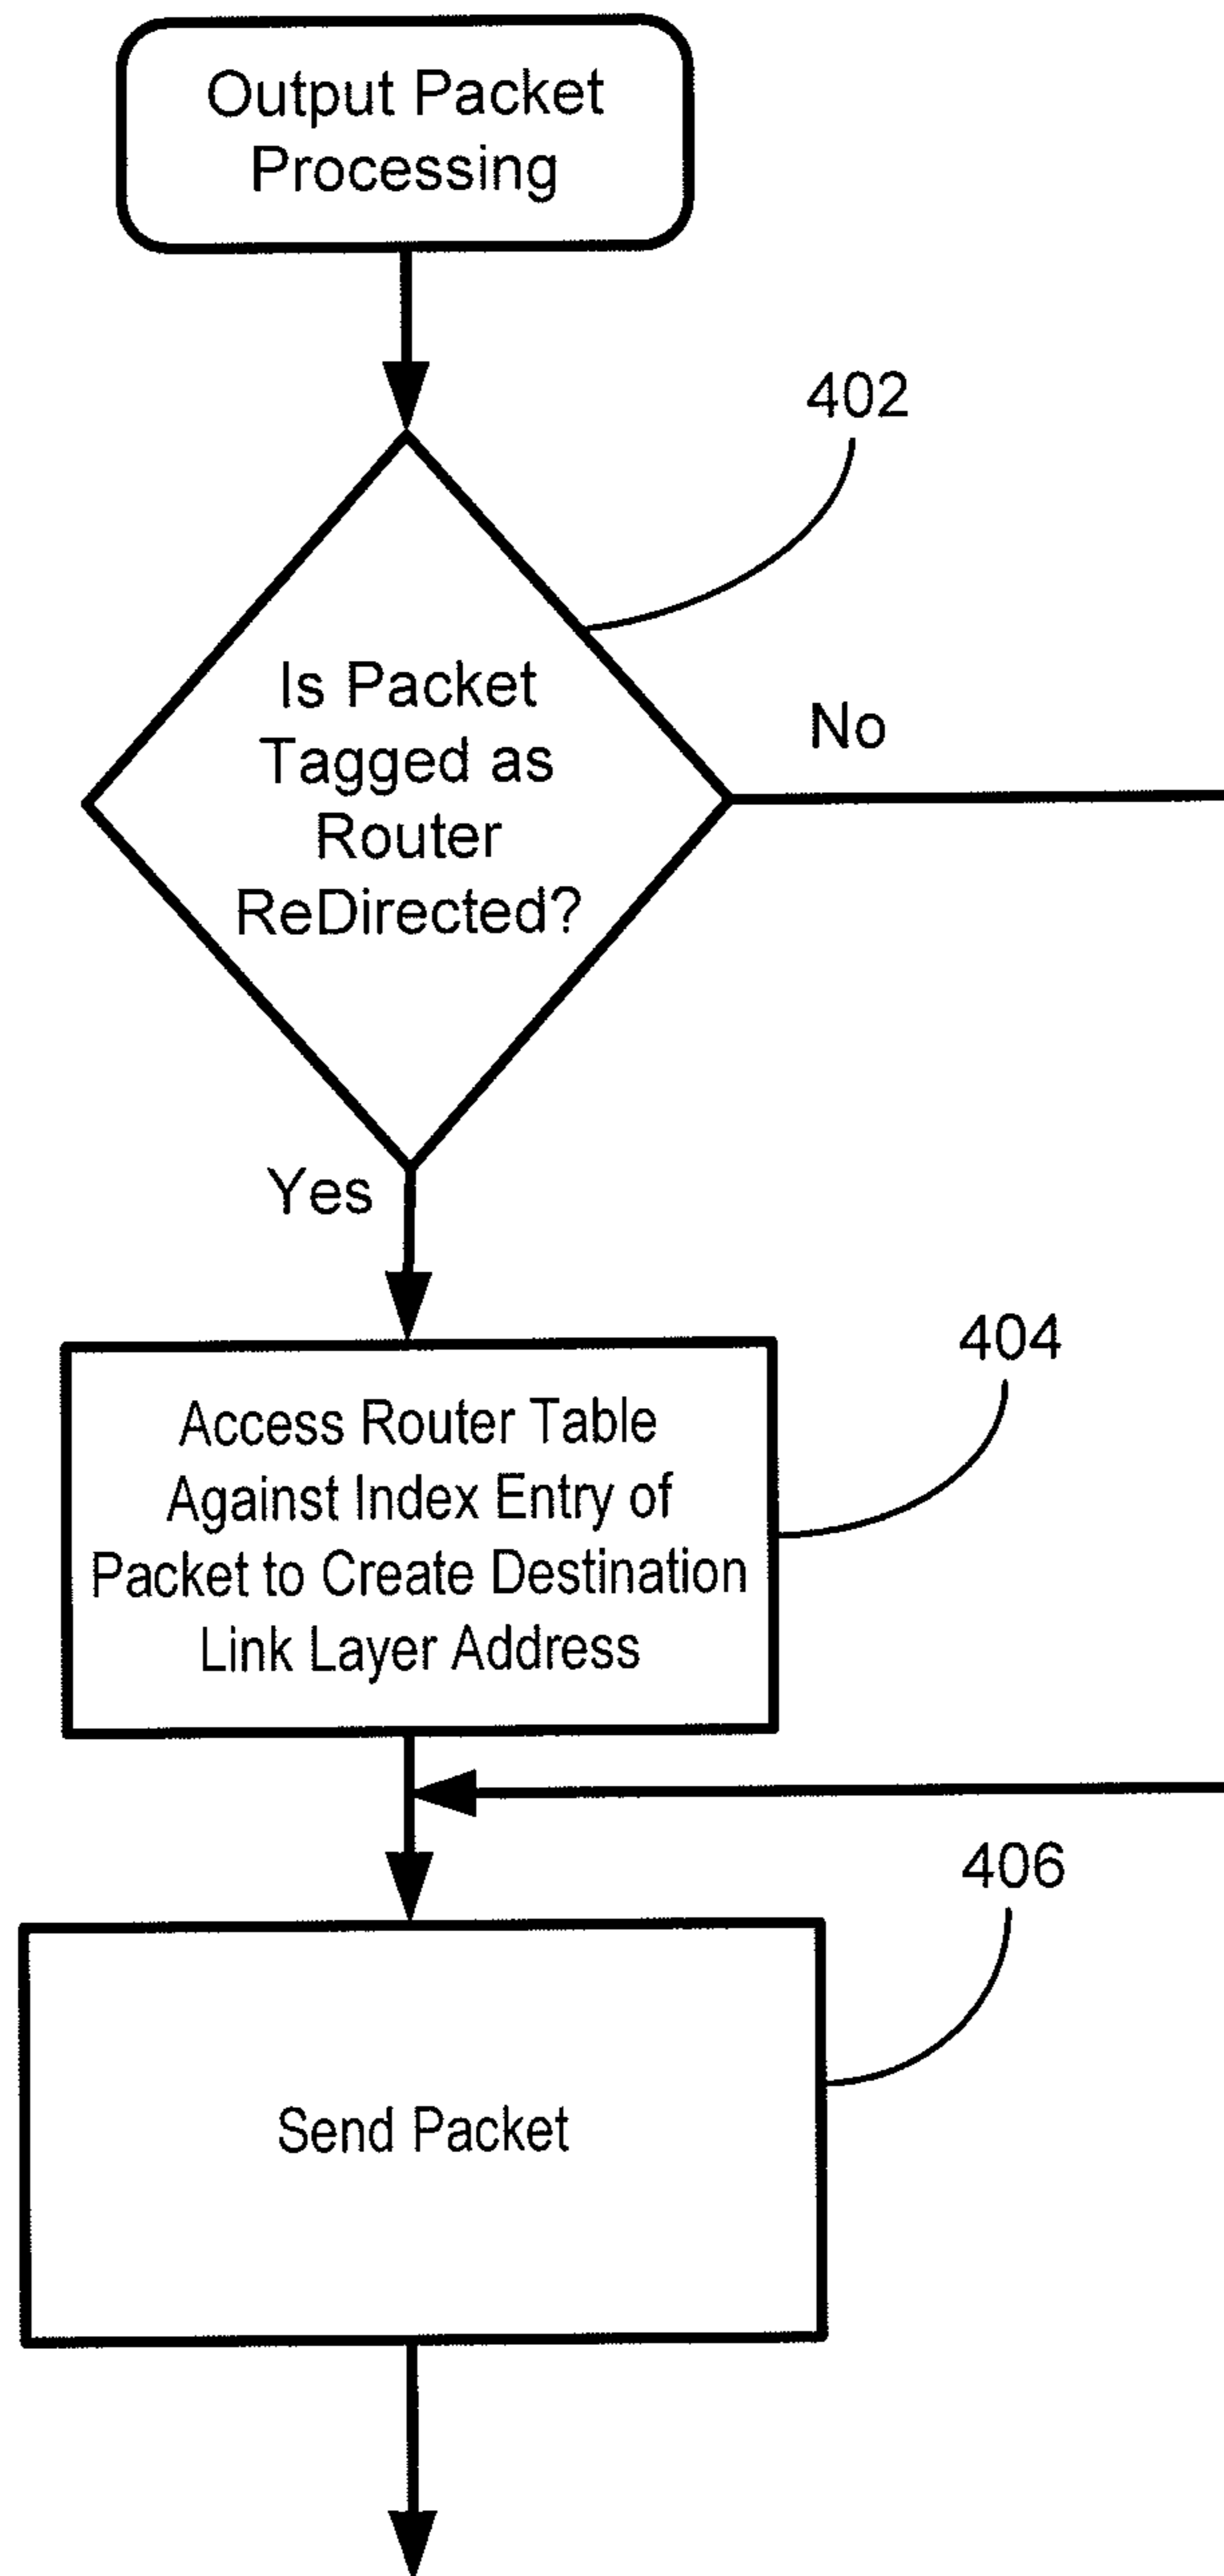 Output Packet
Processing
402
Is Packet
Tagged as
Router
ReDirected?
No
Yes
404
Access Router Table
Against Index Entry of
Packet to Create Destination
Link Layer Address
406
Send Packet